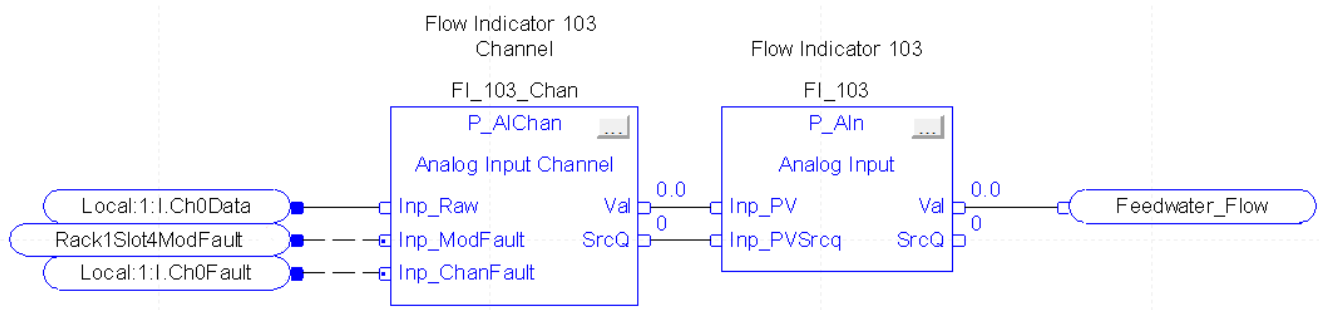 Flow Indicator 103
Channel
Flow Indicator 103
FI_103_Chan
FI_103
P_AIChan ...
P_AIn ...
Analog Input Channel
Analog Input
Local:1:I.Ch0Data
Inp_Raw
Val
0.0
Inp_PV
Val
0.0
Feedwater_Flow
Rack1Slot4ModFault
Inp_ModFault
SrcQ
0
Inp_PVSrcq
SrcQ
0
Local:1:I.Ch0Fault
Inp_ChanFault